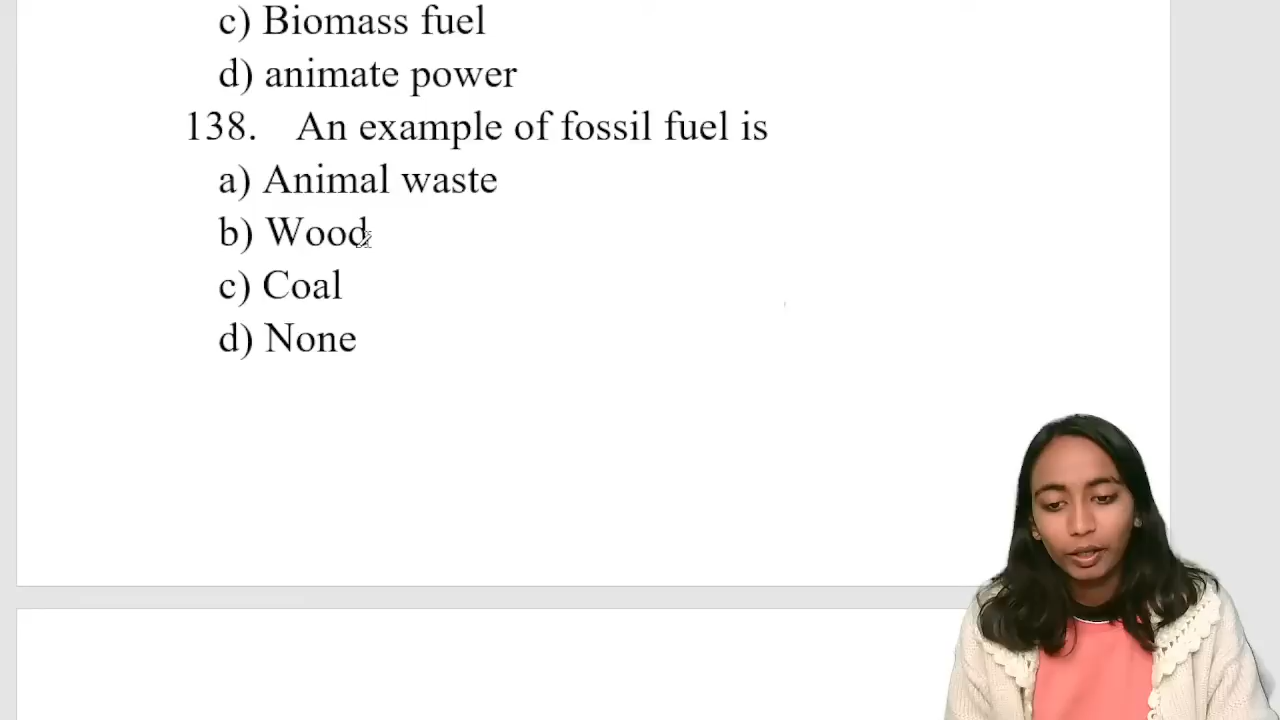 c) Biomass fuel
d) animate power
138. An example of fossil fuel is
a) Animal waste
b) Wood
c) Coal
d) None